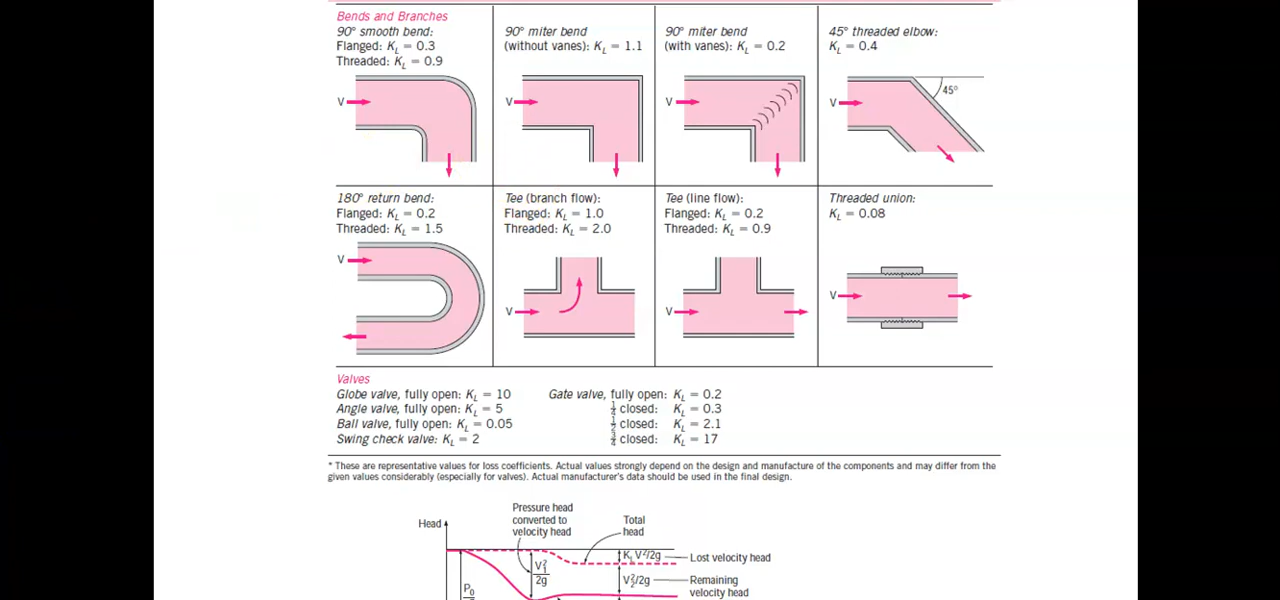 Bends and Branches
90° smooth bend:
Flanged: K_L = 0.3
Threaded: K_L = 0.9
90° miter bend
(without vanes): K_L = 1.1
90° miter bend
(with vanes): K_L = 0.2
45° threaded elbow:
K_L = 0.4
V
V
V
V
45°
180° return bend:
Flanged: K_L = 0.2
Threaded: K_L = 1.5
Tee (branch flow):
Flanged: K_L = 1.0
Threaded: K_L = 2.0
Tee (line flow):
Flanged: K_L = 0.2
Threaded: K_L = 0.9
Threaded union:
K_L = 0.08
V
V
V
V
Valves
Globe valve, fully open: K_L = 10
Angle valve, fully open: K_L = 5
Ball valve, fully open: K_L = 0.05
Swing check valve: K_L = 2
Gate valve, fully open: K_L = 0.2
1/4 closed: K_L = 0.3
1/2 closed: K_L = 2.1
3/4 closed: K_L = 17
* These are representative values for loss coefficients. Actual values strongly depend on the design and manufacture of the components and may differ from the
given values considerably (especially for valves). Actual manufacturer's data should be used in the final design.
Pressure head
converted to
velocity head
Head
Total
head
K_L V²/2g
Lost velocity head
V₁²/2g
V₂²/2g
Remaining
velocity head
P₀